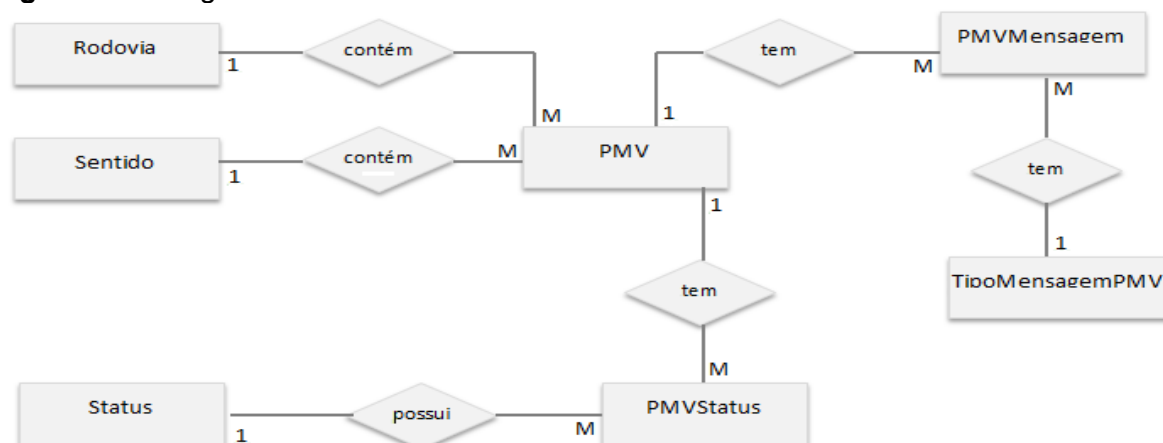 Rodovia
1
contém
M
tem
1
M
PMVMensagem
M
Sentido
1
contém
M
PMV
1
tem
1
TipoMensagemPMV
tem
M
Status
1
possui
M
PMVStatus